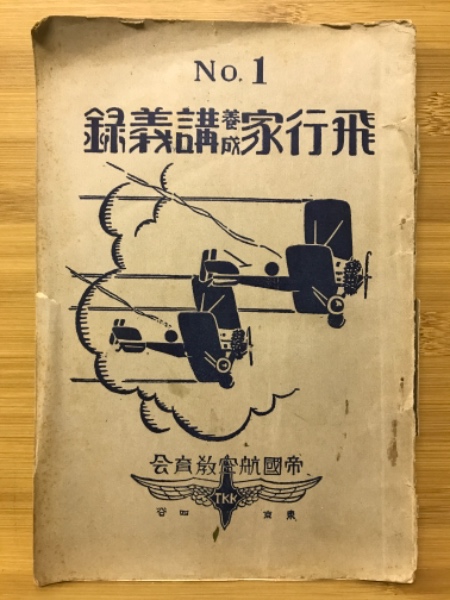 No. 1
飛行家養成講義録
帝國航空教育会
TKK
東京 四谷